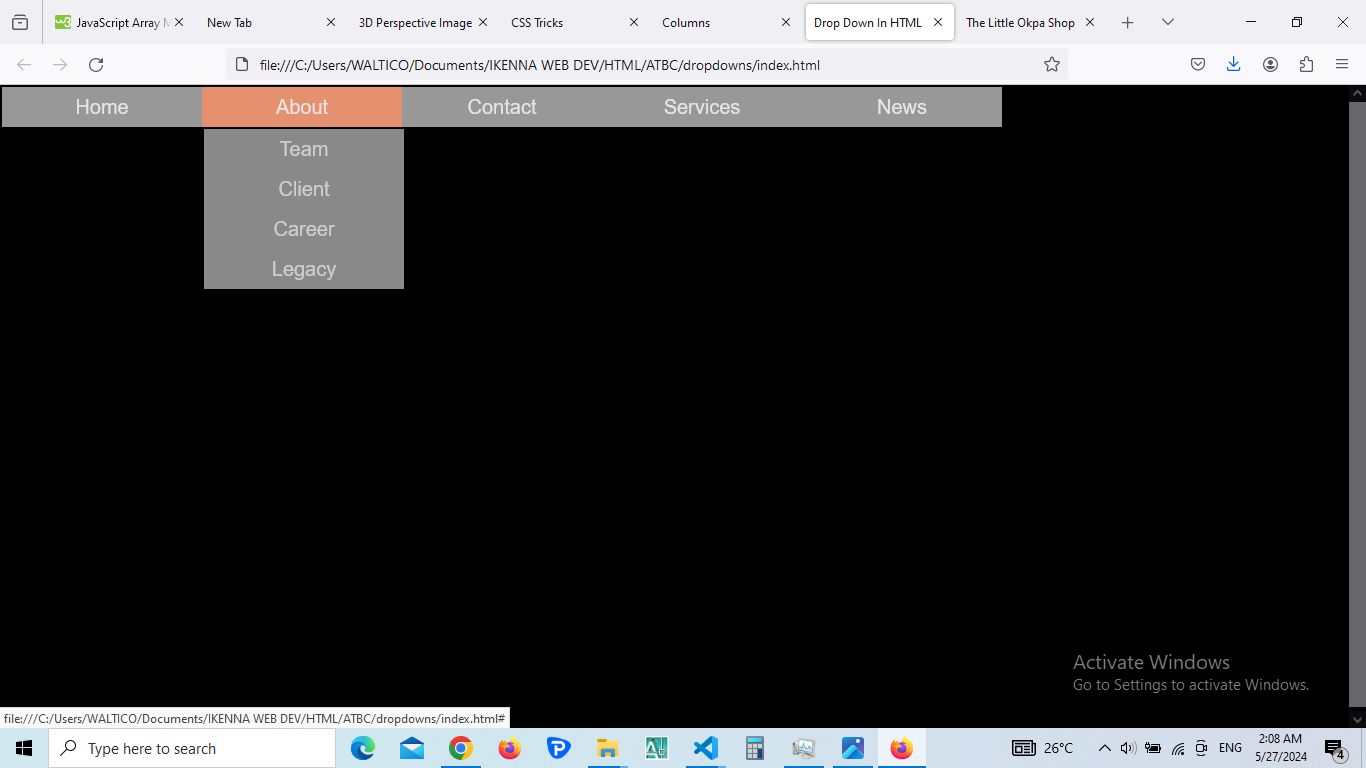 JavaScript Array M
New Tab
3D Perspective Image
CSS Tricks
Columns
Drop Down In HTML
The Little Okpa Shop
file:///C:/Users/WALTICO/Documents/IKENNA WEB DEV/HTML/ATBC/dropdowns/index.html
Home About Contact Services News
Team
Client
Career
Legacy
Activate Windows
Go to Settings to activate Windows.
file:///C:/Users/WALTICO/Documents/IKENNA WEB DEV/HTML/ATBC/dropdowns/index.html#
Type here to search
26°C
ENG
2:08 AM
5/27/2024
4